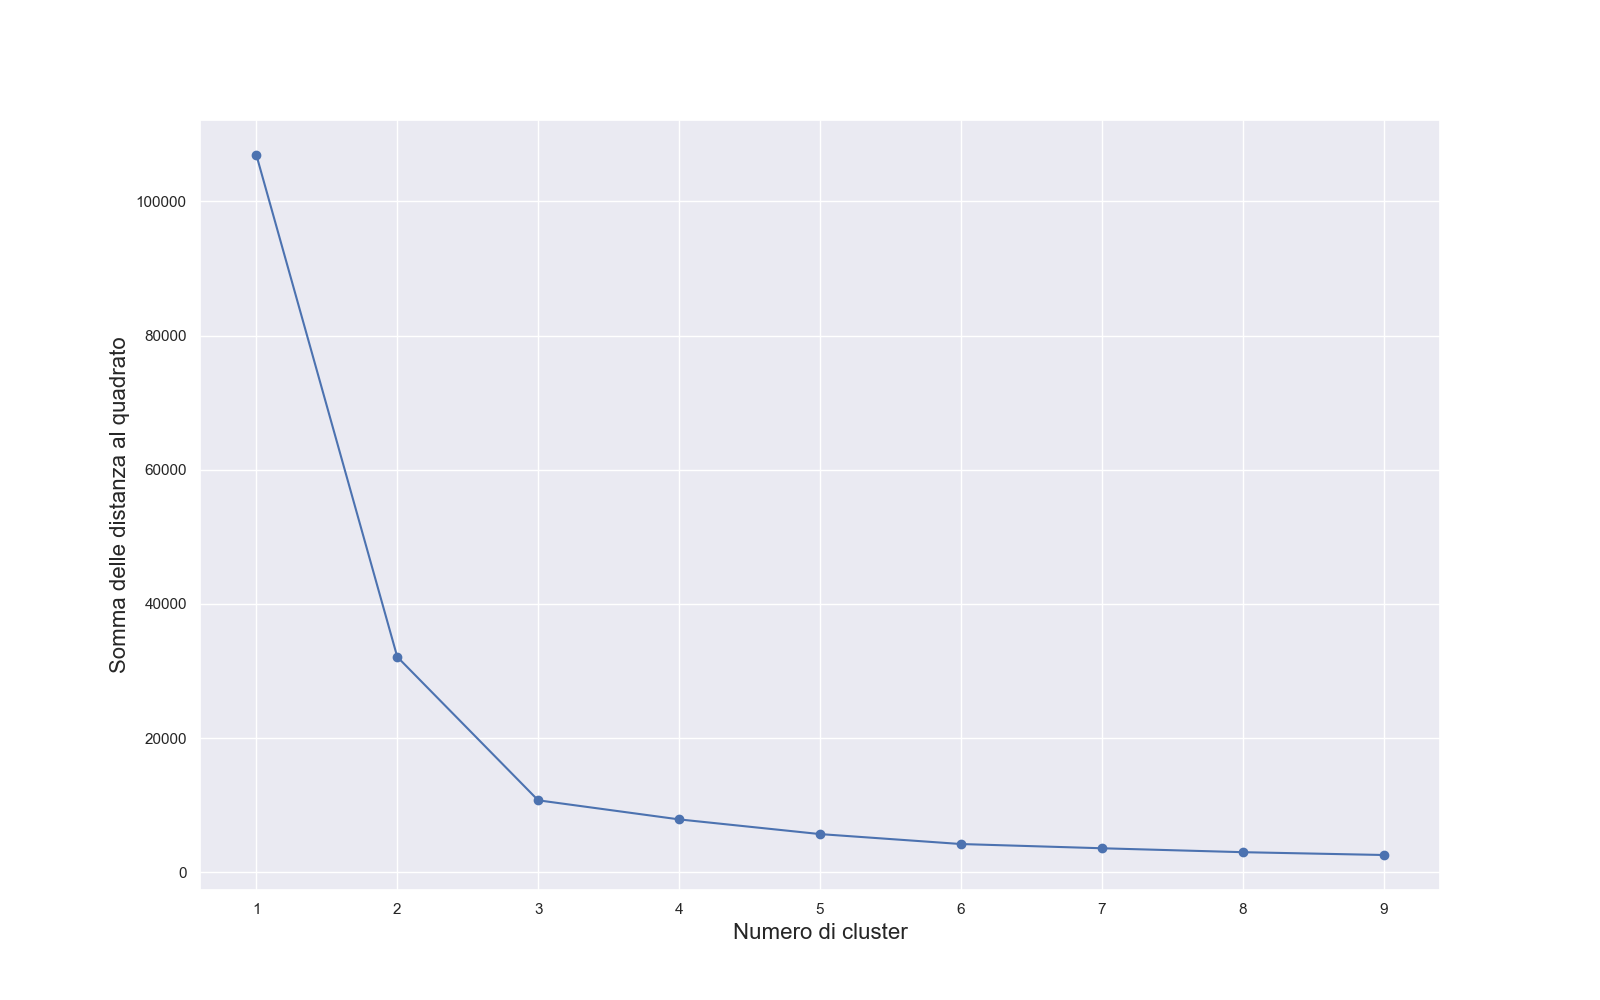 Somma delle distanza al quadrato
100000
80000
60000
40000
20000
0
1 2 3 4 5 6 7 8 9
Numero di cluster